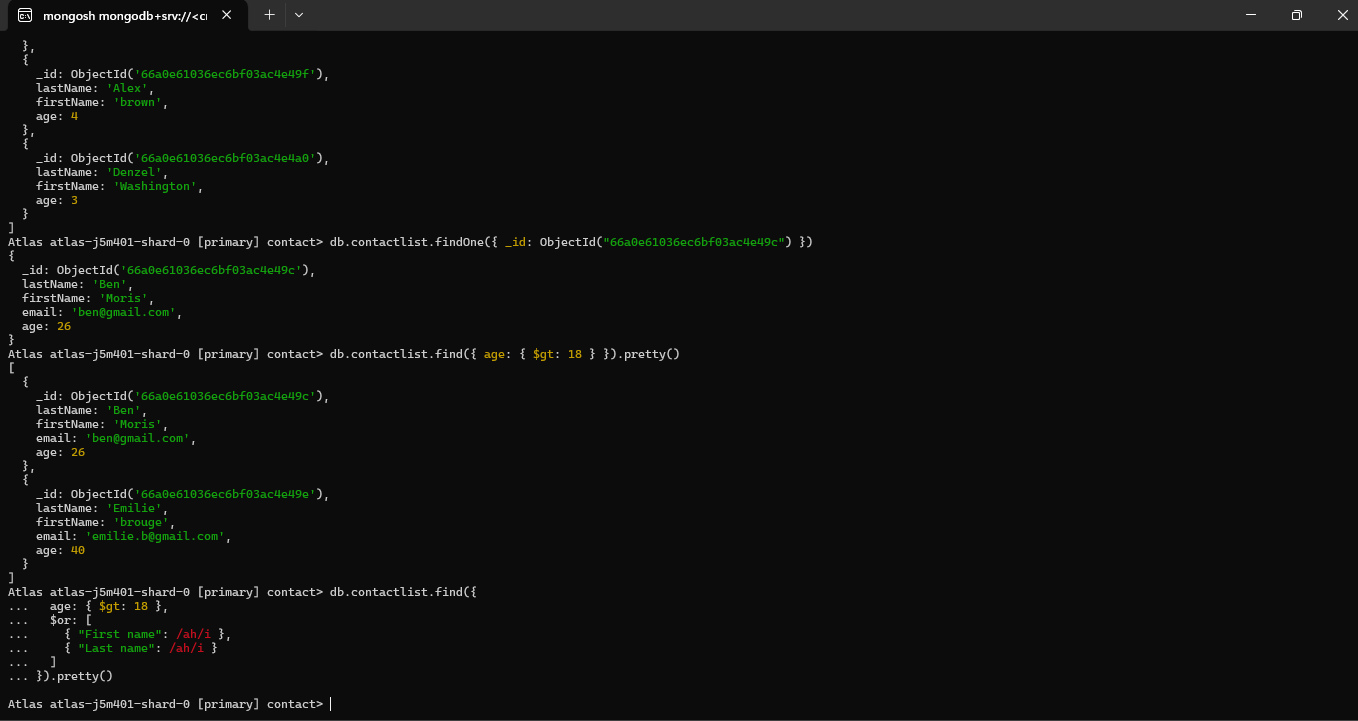 mongosh mongodb+srv://<cr
},
{
_id: ObjectId('66a0e61036ec6bf03ac4e49f'),
lastName: 'Alex',
firstName: 'brown',
age: 4
},
{
_id: ObjectId('66a0e61036ec6bf03ac4e4a0'),
lastName: 'Denzel',
firstName: 'Washington',
age: 3
}
]
Atlas atlas-j5m401-shard-0 [primary] contact> db.contactlist.findOne({ _id: ObjectId("66a0e61036ec6bf03ac4e49c") })
{
_id: ObjectId('66a0e61036ec6bf03ac4e49c'),
lastName: 'Ben',
firstName: 'Moris',
email: 'ben@gmail.com',
age: 26
}
Atlas atlas-j5m401-shard-0 [primary] contact> db.contactlist.find({ age: { $gt: 18 } }).pretty()
[
{
_id: ObjectId('66a0e61036ec6bf03ac4e49c'),
lastName: 'Ben',
firstName: 'Moris',
email: 'ben@gmail.com',
age: 26
},
{
_id: ObjectId('66a0e61036ec6bf03ac4e49e'),
lastName: 'Emilie',
firstName: 'brouge',
email: 'emilie.b@gmail.com',
age: 40
}
]
Atlas atlas-j5m401-shard-0 [primary] contact> db.contactlist.find({
... age: { $gt: 18 },
... $or: [
... { "First name": /ah/i },
... { "Last name": /ah/i }
... ]
... }).pretty()
Atlas atlas-j5m401-shard-0 [primary] contact>